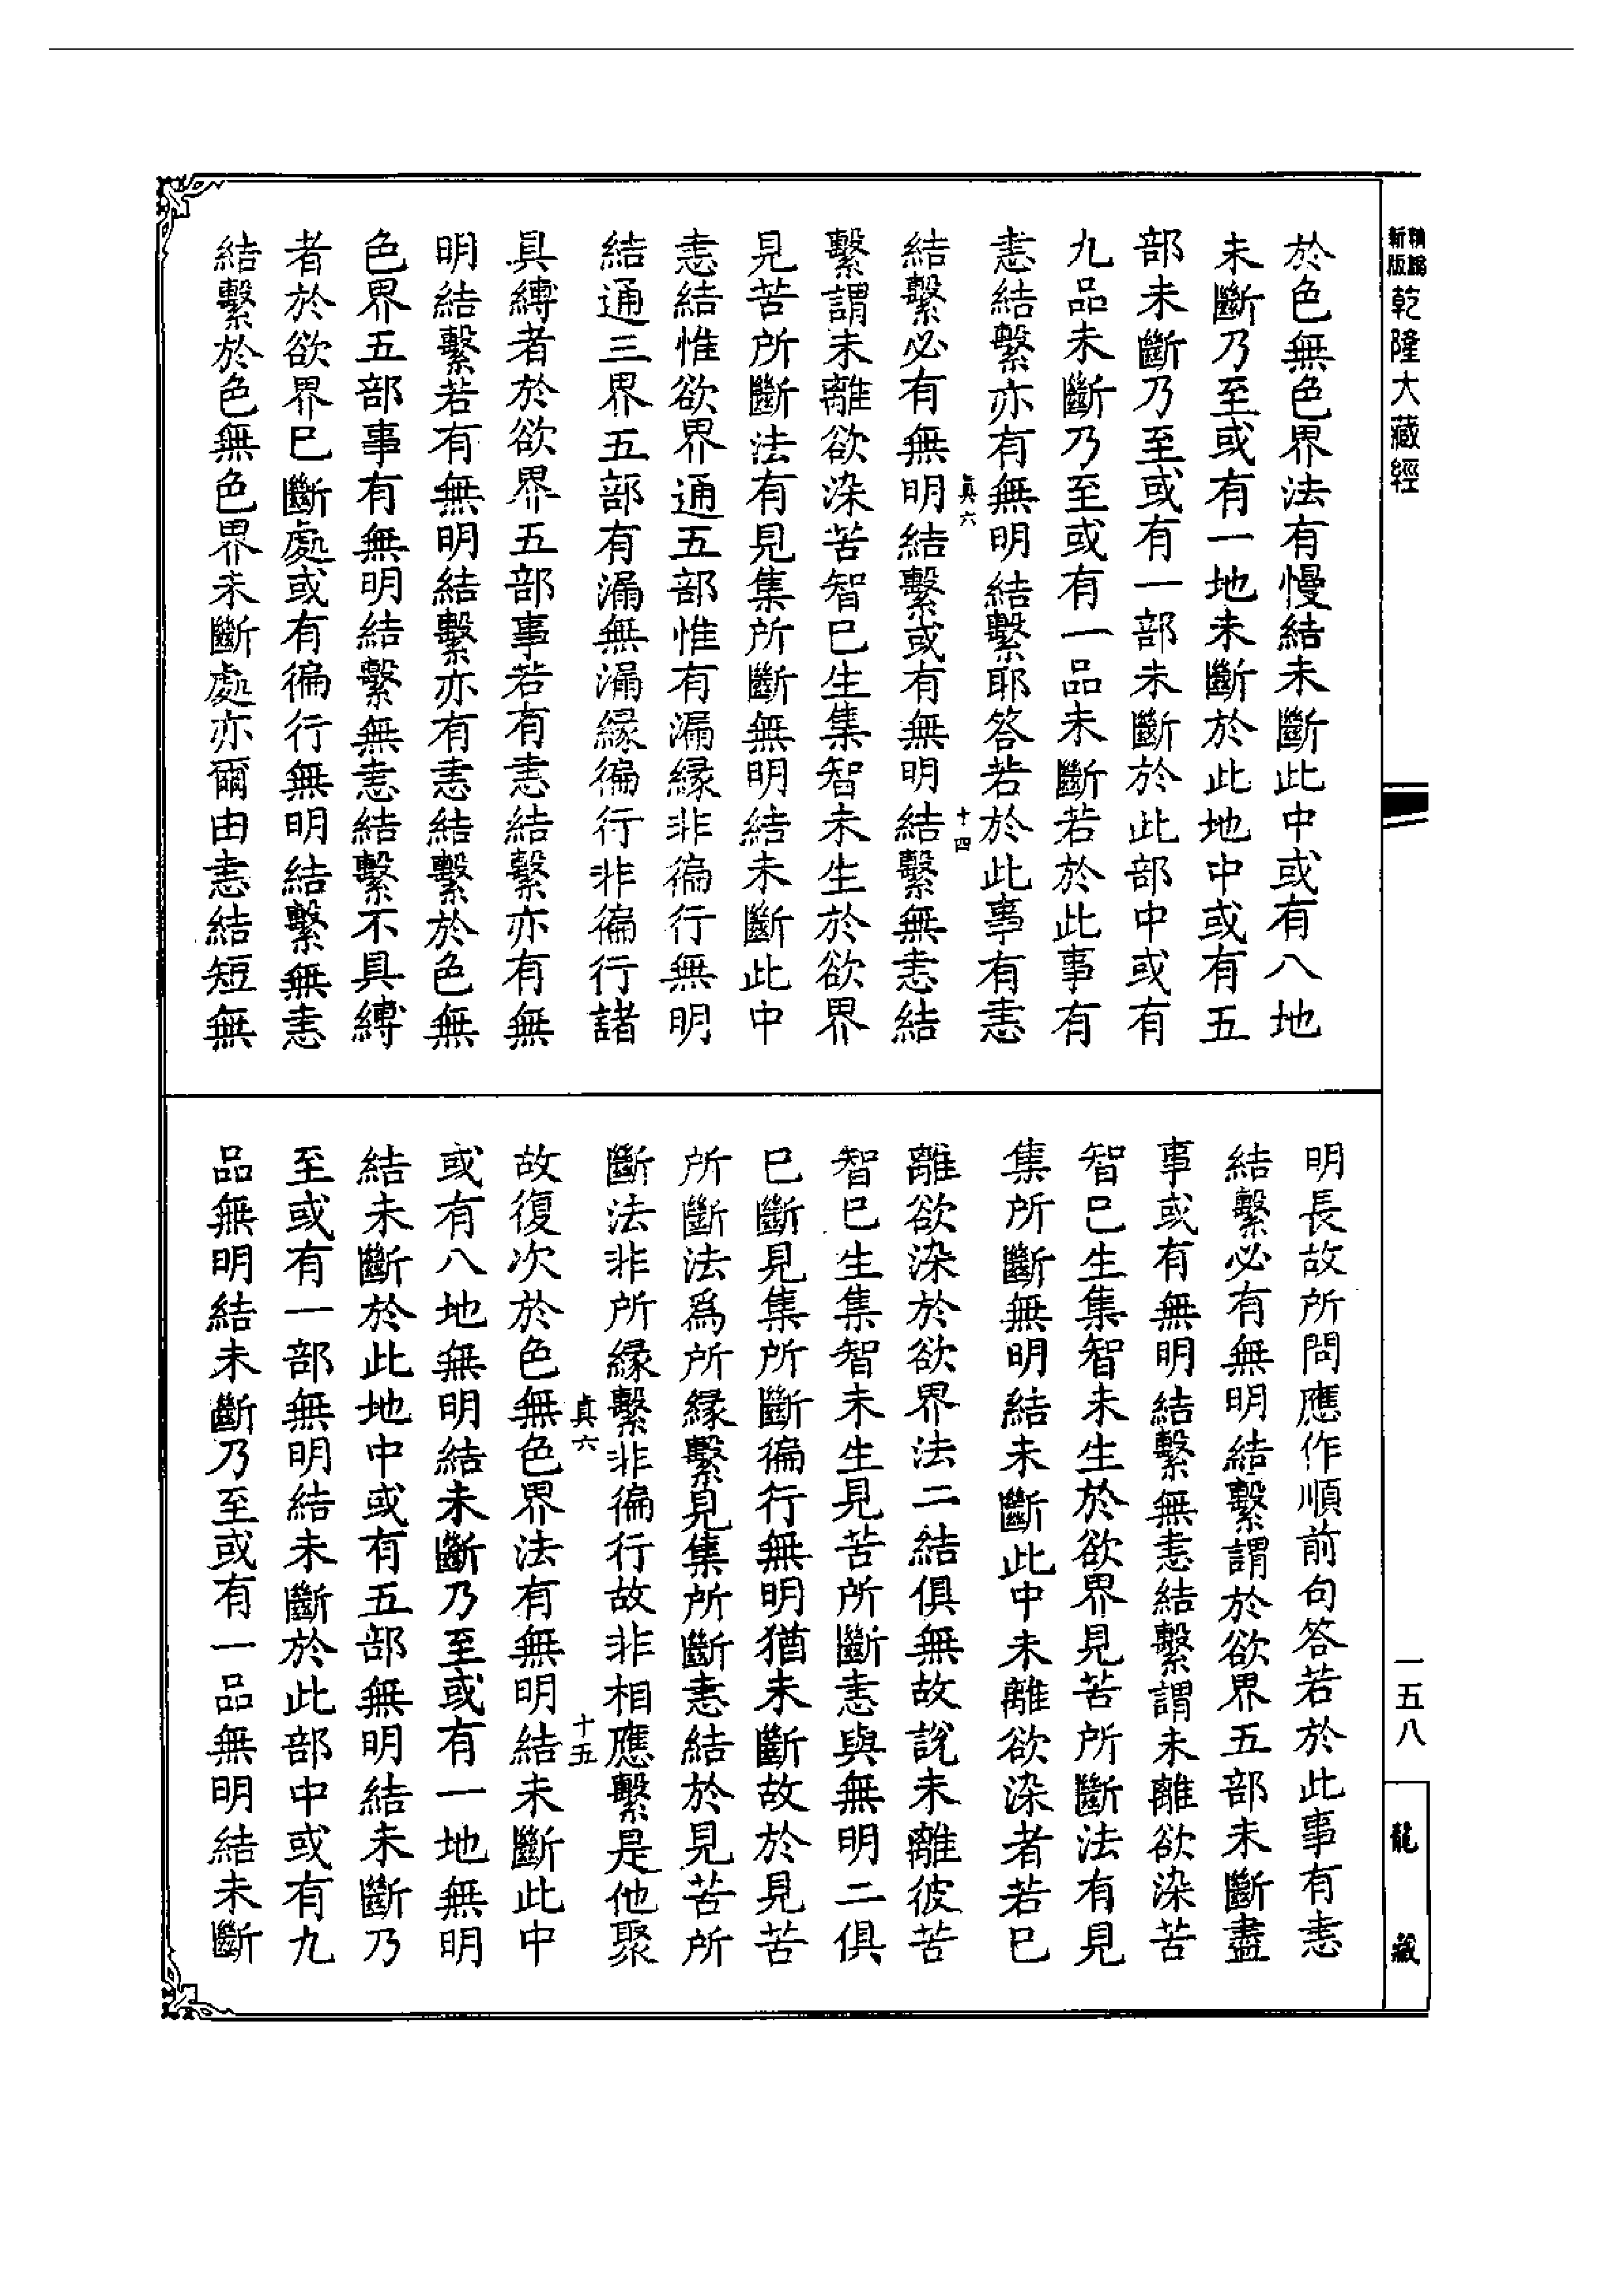 新版精縮乾隆大藏經
一五八
龍藏
於色無色界法有慢結未斷此中或有八地
未斷乃至或有一地未斷於此地中或有五
部未斷乃至或有一部未斷於此部中或有
九品未斷乃至或有一品未斷若於此事有
恚結繫亦有無明結繫耶答若於此事有恚
真六
十四
結繫必有無明結繫或有無明結繫無恚結
繫謂未離欲染苦智已生集智未生於欲界
見苦所斷法有見集所斷無明結未斷此中
恚結惟欲界通五部惟有漏緣非徧行無明
結通三界五部有漏無漏緣徧行非徧行諸
具縛者於欲界五部事若有恚結繫亦有無
明結繫若有無明結繫亦有恚結繫於色無
色界五部事有無明結繫無恚結繫不具縛
者於欲界已斷處或有徧行無明結繫無恚
結繫於色無色界未斷處亦爾由恚結短無
明長故所問應作順前句答若於此事有恚
結繫必有無明結繫謂於欲界五部未斷盡
事或有無明結繫無恚結繫謂未離欲染苦
智已生集智未生於欲界見苦所斷法有見
集所斷無明結未斷此中未離欲染者若已
離欲染於欲界法二結俱無故說未離彼苦
智已生集智未生見苦所斷恚與無明二俱
已斷見集所斷徧行無明猶未斷故於見苦
所斷法爲所緣繫見集所斷恚結於見苦所
斷法非所緣繫非徧行故非相應繫是他聚
真六
十五
故復次於色無色界法有無明結未斷此中
或有八地無明結未斷乃至或有一地無明
結未斷於此地中或有五部無明結未斷乃
至或有一部無明結未斷於此部中或有九
品無明結未斷乃至或有一品無明結未斷